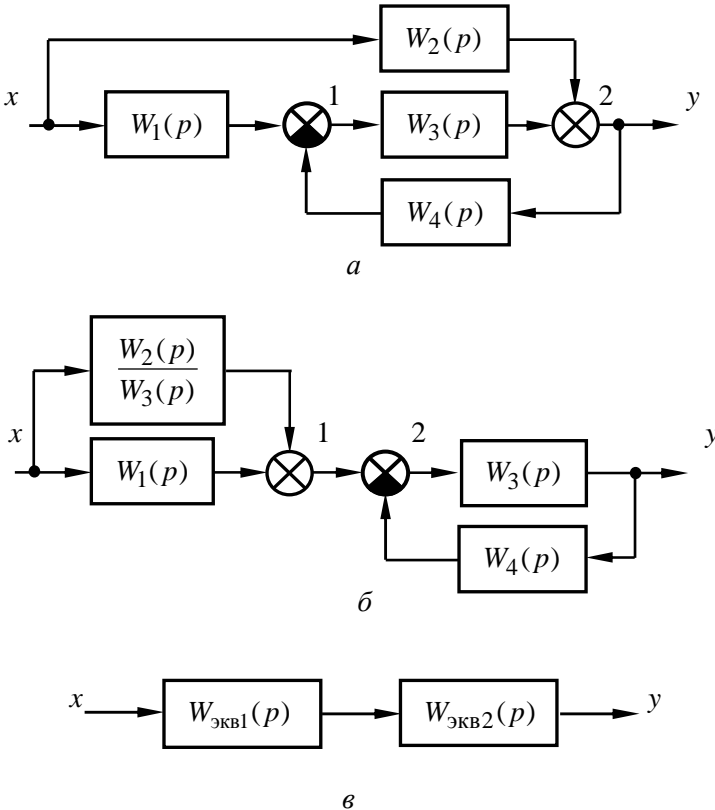 W2(p)
x 1 2 y
W1(p) W3(p)
W4(p)
а
W2(p)
W3(p)
x 1 2 y
W1(p) W3(p)
W4(p)
б
x Wэкв1(p) Wэкв2(p) y
в